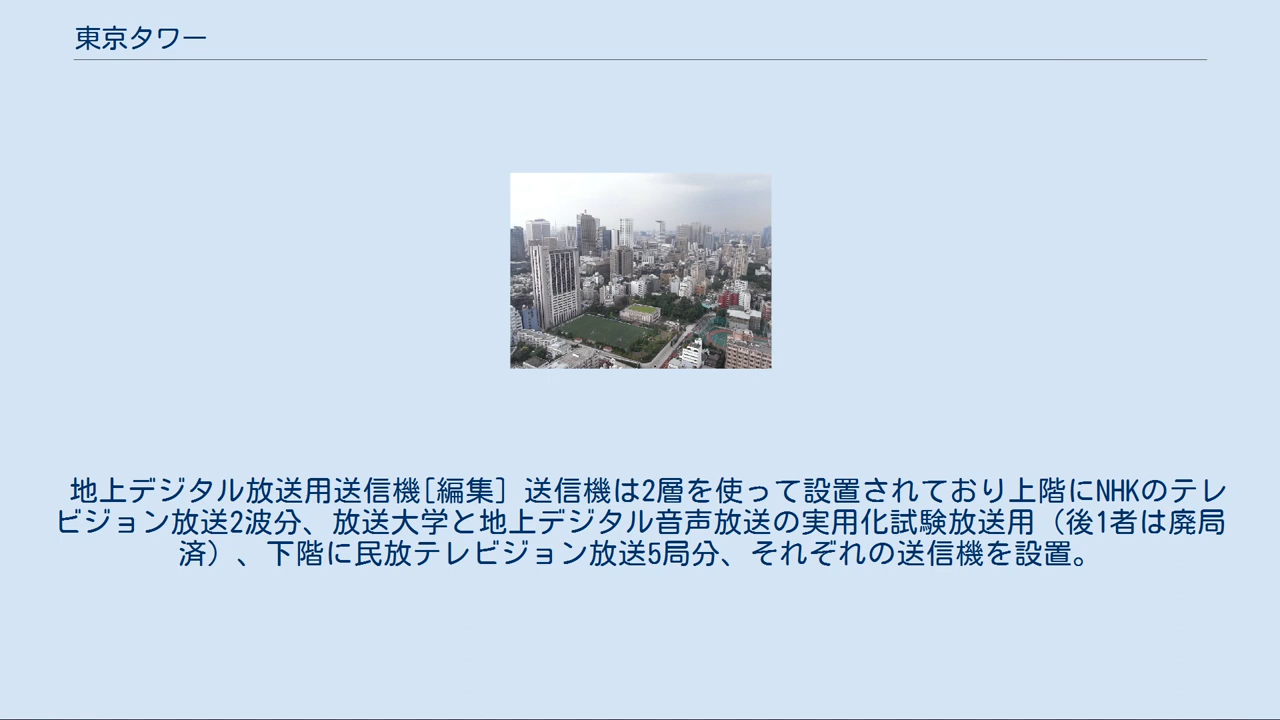 東京タワー
地上デジタル放送用送信機[編集] 送信機は2層を使って設置されており上階にNHKのテレ
ビジョン放送2波分、放送大学と地上デジタル音声放送の実用化試験放送用（後1者は廃局
済）、下階に民放テレビジョン放送5局分、それぞれの送信機を設置。